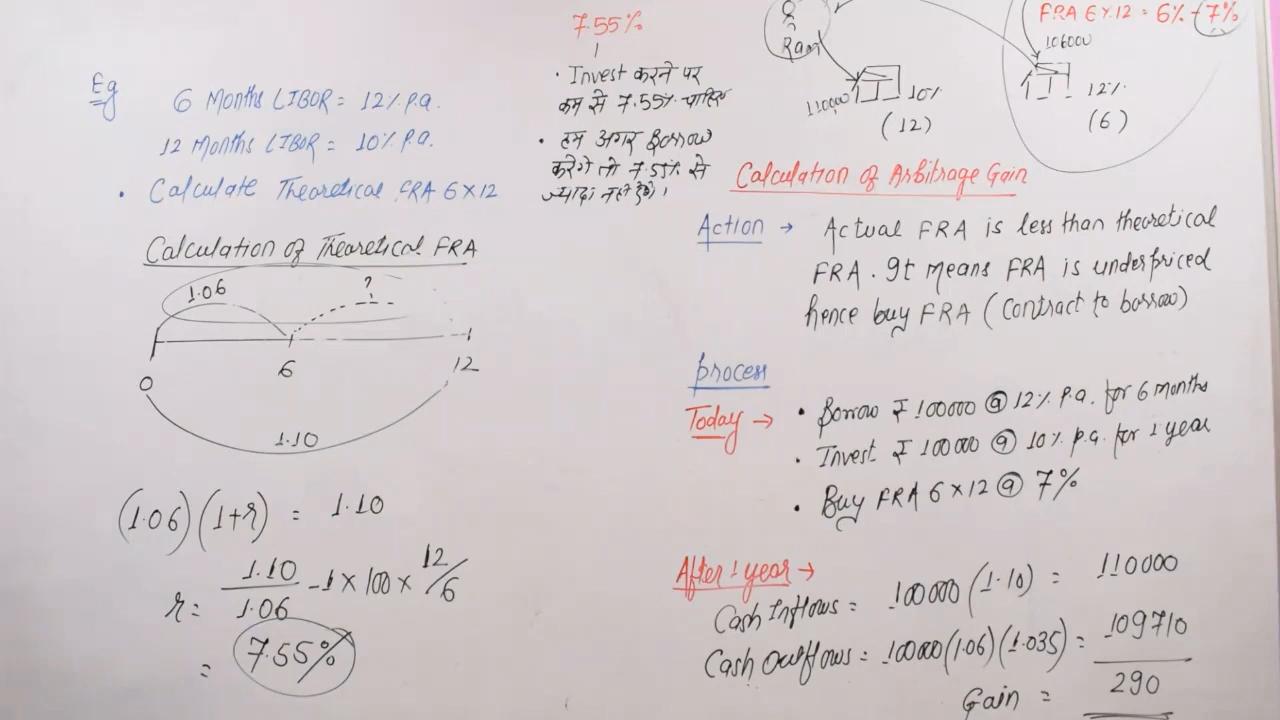 Eg
6 Months LIBOR = 12% p.a.
12 Months LIBOR = 10% p.a.
• Calculate Theoretical FRA 6×12
Calculation of Theoretical FRA
1.06
?
0
6
12
1.10
(1.06)(1+r) = 1.10
r = 1.10/1.06 - 1 × 100 × 12/6
= 7.55%
7.55%
• Invest करने पर
कम से 7.55% चाहिए
• हम अगर Borrow
करेंगे तो 7.55% से
ज्यादा नहीं देंगे।
Ram
110000
10%
(12)
FRA 6×12 = 6% - 7%
106000
12%
(6)
Calculation of Arbitrage Gain
Action → Actual FRA is less than theoretical
FRA. It means FRA is underpriced
hence buy FRA (contract to borrow)
process
Today → • Borrow ₹ 100000 @ 12% p.a. for 6 months
• Invest ₹ 100000 @ 10% p.a. for 1 year
• Buy FRA 6×12 @ 7%
After 1 year →
Cash Inflows = 100000 (1.10) = 110000
Cash Outflows = 100000(1.06)(1.035) = 109710
Gain = 290